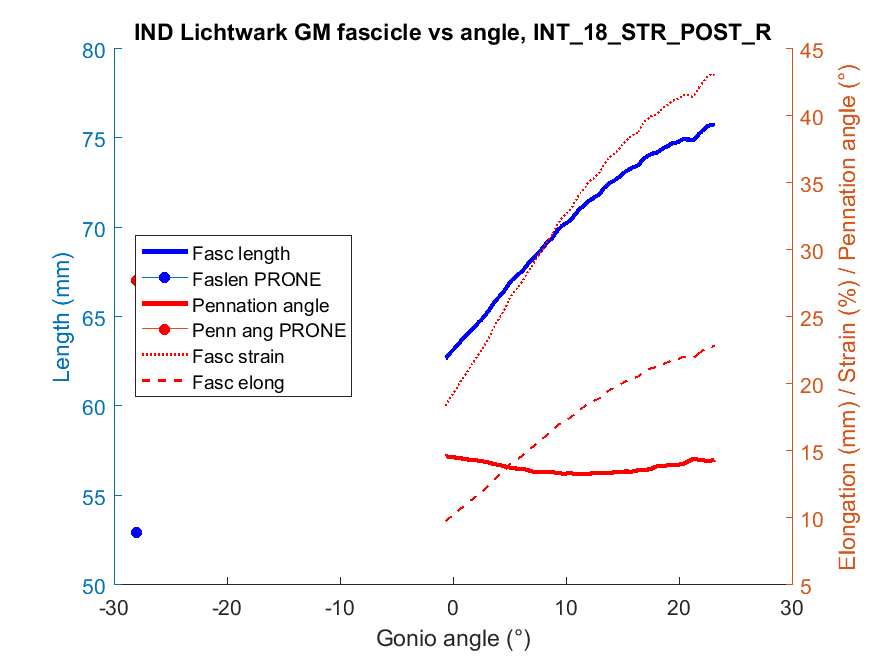 IND Lichtwark GM fascicle vs angle, INT_18_STR_POST_R
80
75
70
65
60
55
50
Length (mm)
45
40
35
30
25
20
15
10
5
Elongation (mm) / Strain (%) / Pennation angle (°)
Fasc length
Faslen PRONE
Pennation angle
Penn ang PRONE
Fasc strain
Fasc elong
-30
-20
-10
0
10
20
30
Gonio angle (°)